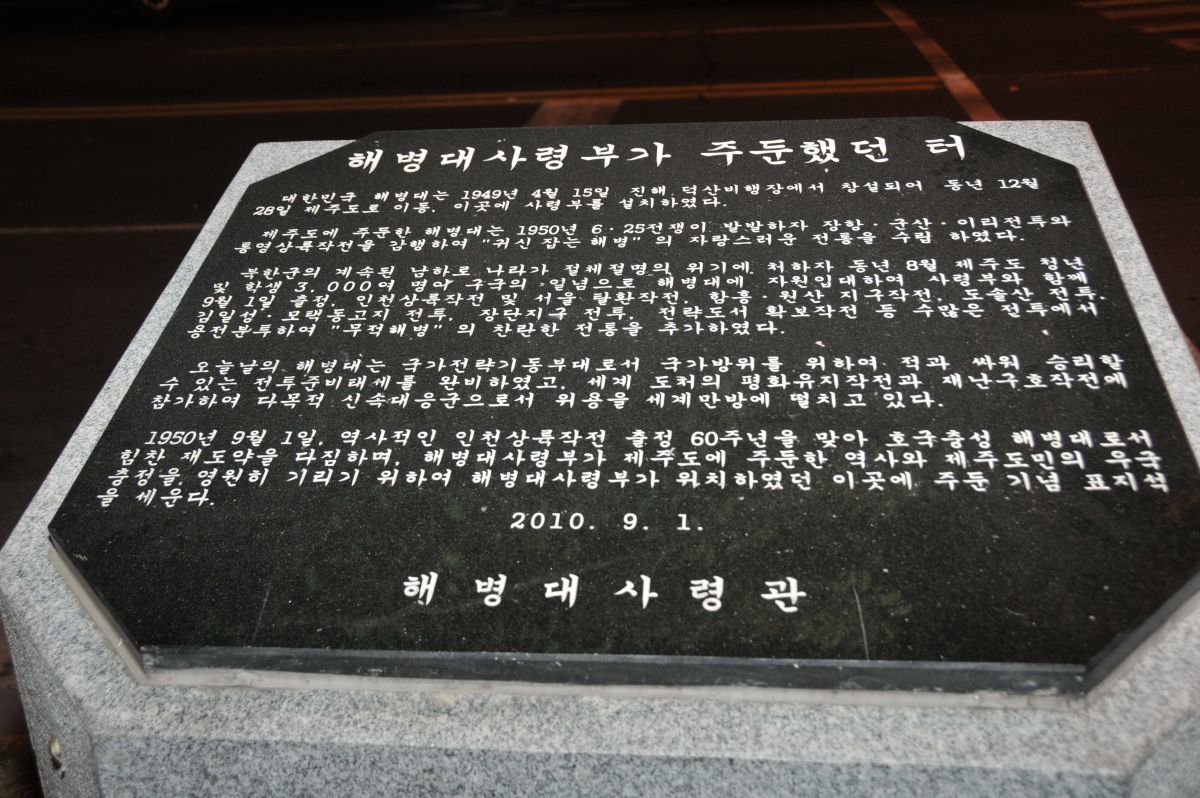 해병대사령부가 주둔했던 터
대한민국 해병대는 1949년 4월 15일 진해 덕산비행장에서 창설되어 동년 12월
28일 제주도로 이동, 이곳에 사령부를 설치하였다.
제주도에 주둔한 해병대는 1950년 6·25전쟁이 발발하자 장항·군산·이리전투와
통영상륙작전을 감행하여 "귀신 잡는 해병" 의 자랑스러운 전통을 수립 하였다.
북한군의 계속된 남하로 나라가 절체절명의 위기에 처하자 동년 8월 제주도 청년
및 학생 3,000여 명이 구국의 일념으로 해병대에 자원입대하여 사령부와 함께
9월 1일 출정, 인천상륙작전 및 서울 탈환작전, 함흥·원산 지구작전, 도솔산 전투,
김일성·모택동고지 전투, 장단지구 전투, 전략도서 확보작전 등 수많은 전투에서
용전분투하여 "무적해병" 의 찬란한 전통을 추가하였다.
오늘날의 해병대는 국가전략기동부대로서 국가방위를 위하여 적과 싸워 승리할
수 있는 전투준비태세를 완비하였고, 세계 도처의 평화유지작전과 재난구호작전에
참가하여 다목적 신속대응군으로서 위용을 세계만방에 떨치고 있다.
1950년 9월 1일, 역사적인 인천상륙작전 출정 60주년을 맞아 호국충성 해병대로서
힘찬 재도약을 다짐하며, 해병대사령부가 제주도에 주둔한 역사와 제주도민의 우국
충정을 영원히 기리기 위하여 해병대사령부가 위치하였던 이곳에 주둔 기념 표지석
을 세운다.
2010. 9. 1.
해병대사령관